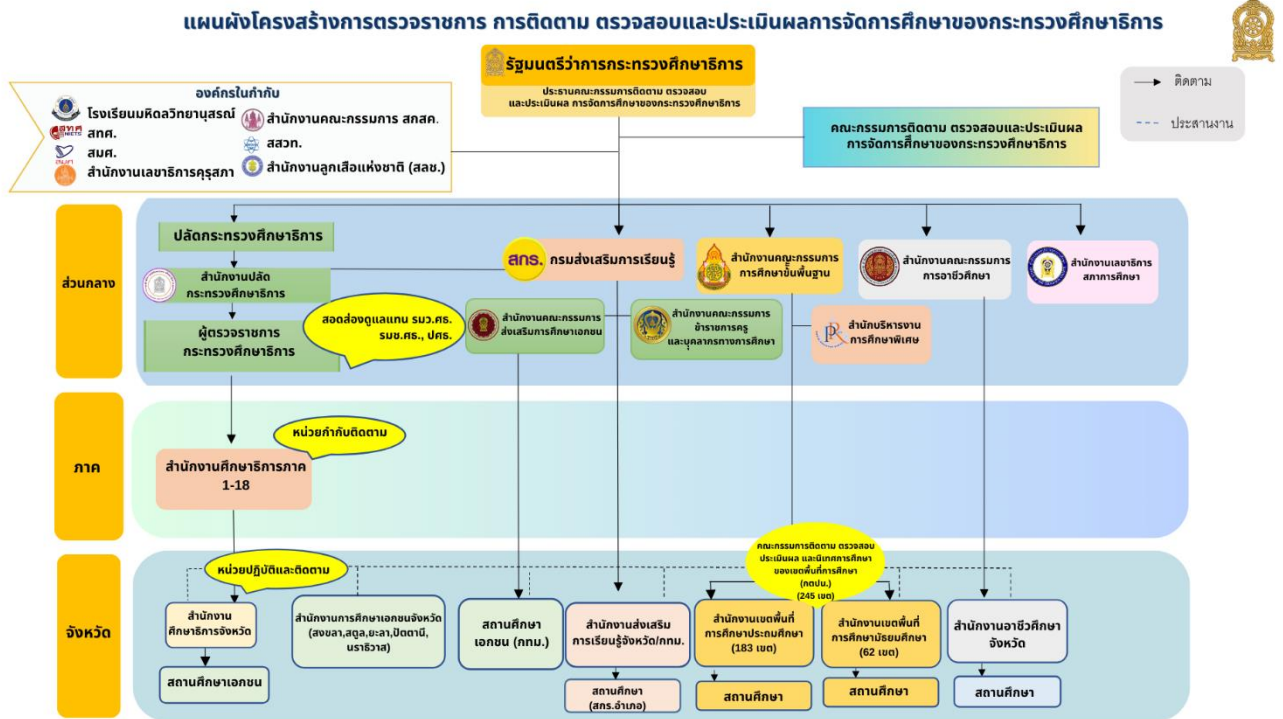 แผนผังโครงสร้างการตรวจราชการ การติดตาม ตรวจสอบและประเมินผลการจัดการศึกษาของกระทรวงศึกษาธิการ
รัฐมนตรีว่าการกระทรวงศึกษาธิการ
ประธานคณะกรรมการติดตาม ตรวจสอบ
และประเมินผล การจัดการศึกษาของกระทรวงศึกษาธิการ
องค์กรในกำกับ
โรงเรียนมหิดลวิทยานุสรณ์
สทศ.
สมศ.
สำนักงานเลขาธิการคุรุสภา
สำนักงานคณะกรรมการ สกสค.
สสวท.
สำนักงานลูกเสือแห่งชาติ (สลช.)
คณะกรรมการติดตาม ตรวจสอบและประเมินผล
การจัดการศึกษาของกระทรวงศึกษาธิการ
ติดตาม
ประสานงาน
ส่วนกลาง
ปลัดกระทรวงศึกษาธิการ
สำนักงานปลัด
กระทรวงศึกษาธิการ
ผู้ตรวจราชการ
กระทรวงศึกษาธิการ
สอดส่องดูแลแทน รมว.ศธ.
รมช.ศธ., ปศธ.
สกร. กรมส่งเสริมการเรียนรู้
สำนักงานคณะกรรมการ
การศึกษาขั้นพื้นฐาน
สำนักงานคณะกรรมการ
การอาชีวศึกษา
สำนักงานเลขาธิการ
สภาการศึกษา
สำนักงานคณะกรรมการ
ส่งเสริมการศึกษาเอกชน
สำนักงานคณะกรรมการ
ข้าราชการครู
และบุคลากรทางการศึกษา
สำนักบริหารงาน
การศึกษาพิเศษ
ภาค
หน่วยกำกับติดตาม
สำนักงานศึกษาธิการภาค
1-18
จังหวัด
หน่วยปฏิบัติและติดตาม
คณะกรรมการติดตาม ตรวจสอบ
ประเมินผล และนิเทศการศึกษา
ของเขตพื้นที่การศึกษา
(กตปน.)
(245 เขต)
สำนักงาน
ศึกษาธิการจังหวัด
สถานศึกษาเอกชน
สำนักงานการศึกษาเอกชนจังหวัด
(สงขลา,สตูล,ยะลา,ปัตตานี,
นราธิวาส)
สถานศึกษา
เอกชน (กทม.)
สำนักงานส่งเสริม
การเรียนรู้จังหวัด/กทม.
สถานศึกษา
(สกร.อำเภอ)
สำนักงานเขตพื้นที่
การศึกษาประถมศึกษา
(183 เขต)
สถานศึกษา
สำนักงานเขตพื้นที่
การศึกษามัธยมศึกษา
(62 เขต)
สถานศึกษา
สำนักงานอาชีวศึกษา
จังหวัด
สถานศึกษา